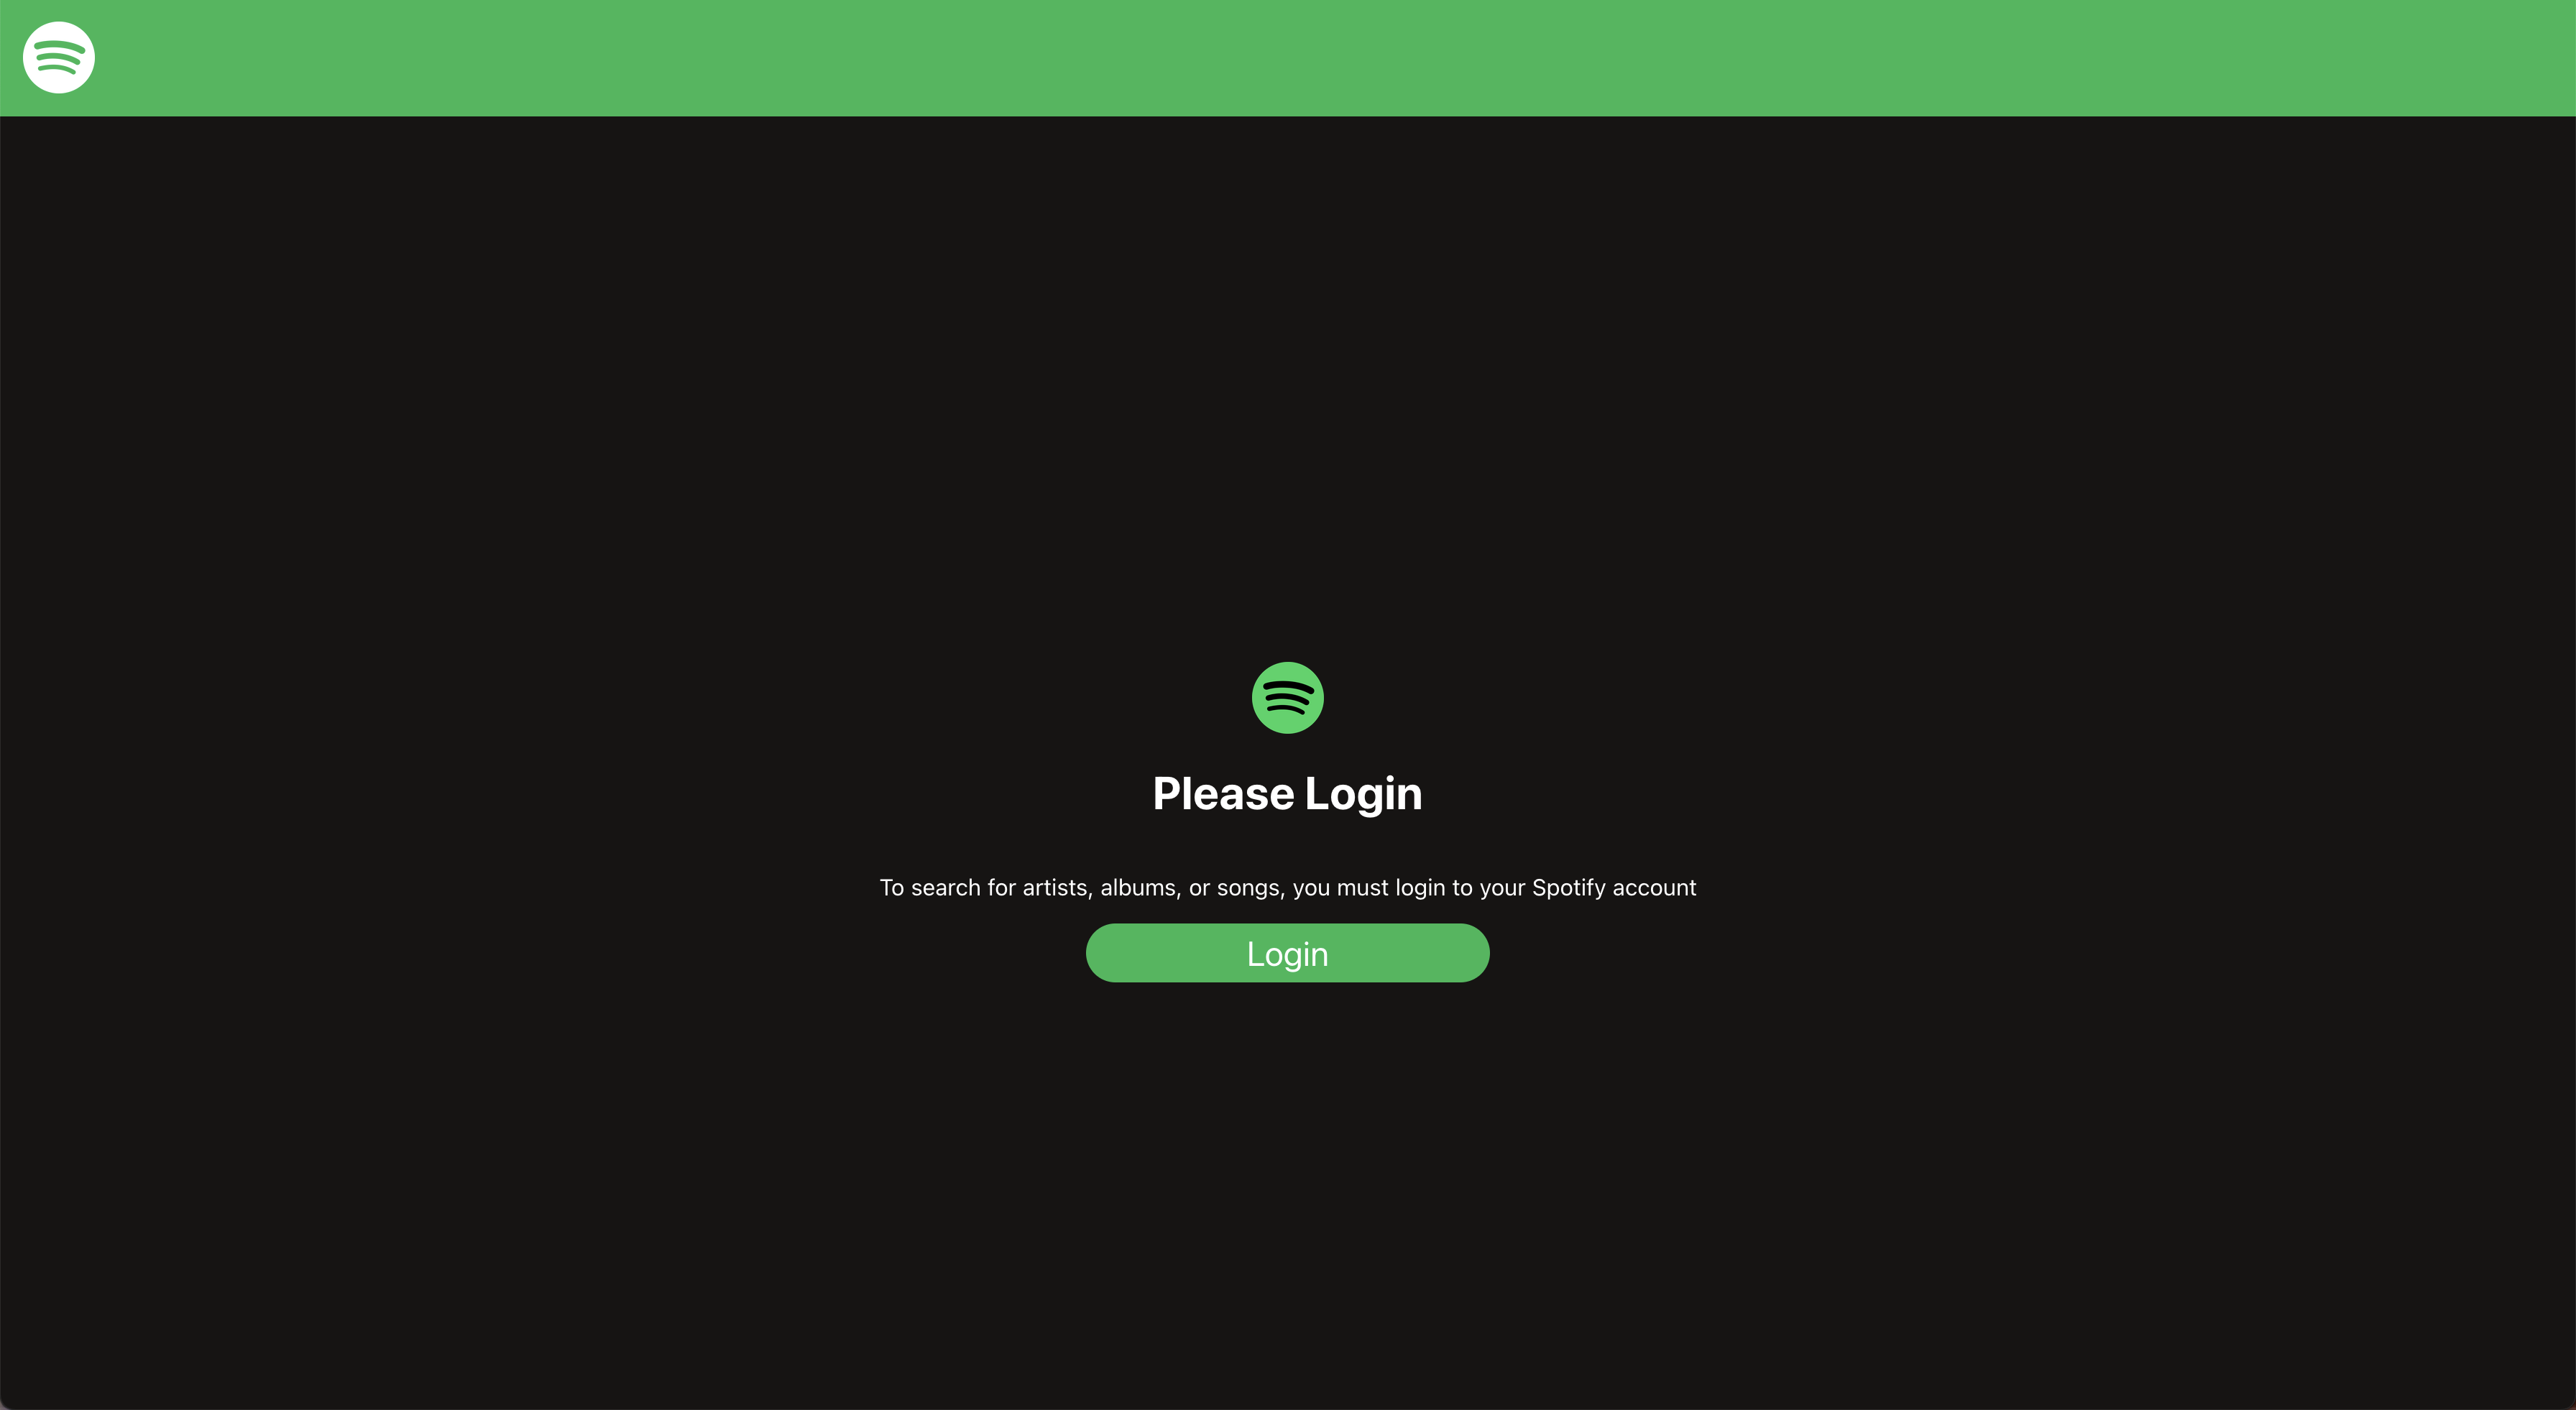 Please Login
To search for artists, albums, or songs, you must login to your Spotify account
Login